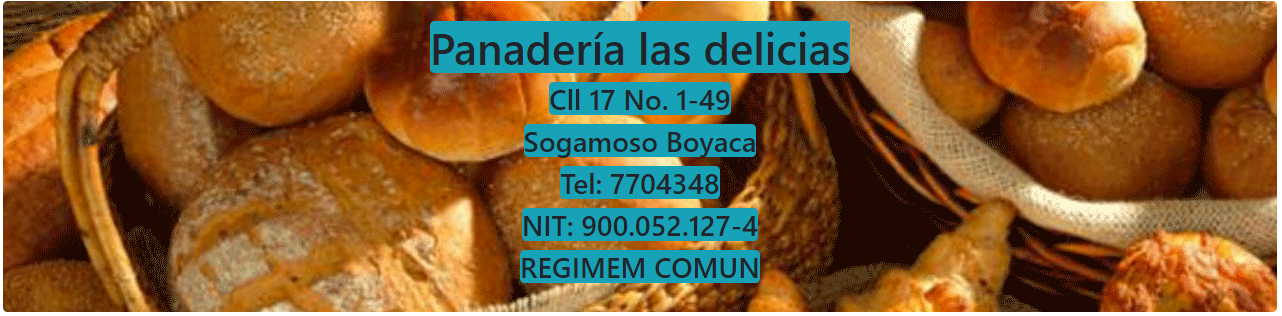 Panadería las delicias
Cll 17 No. 1-49
Sogamoso Boyaca
Tel: 7704348
NIT: 900.052.127-4
REGIMEM COMUN